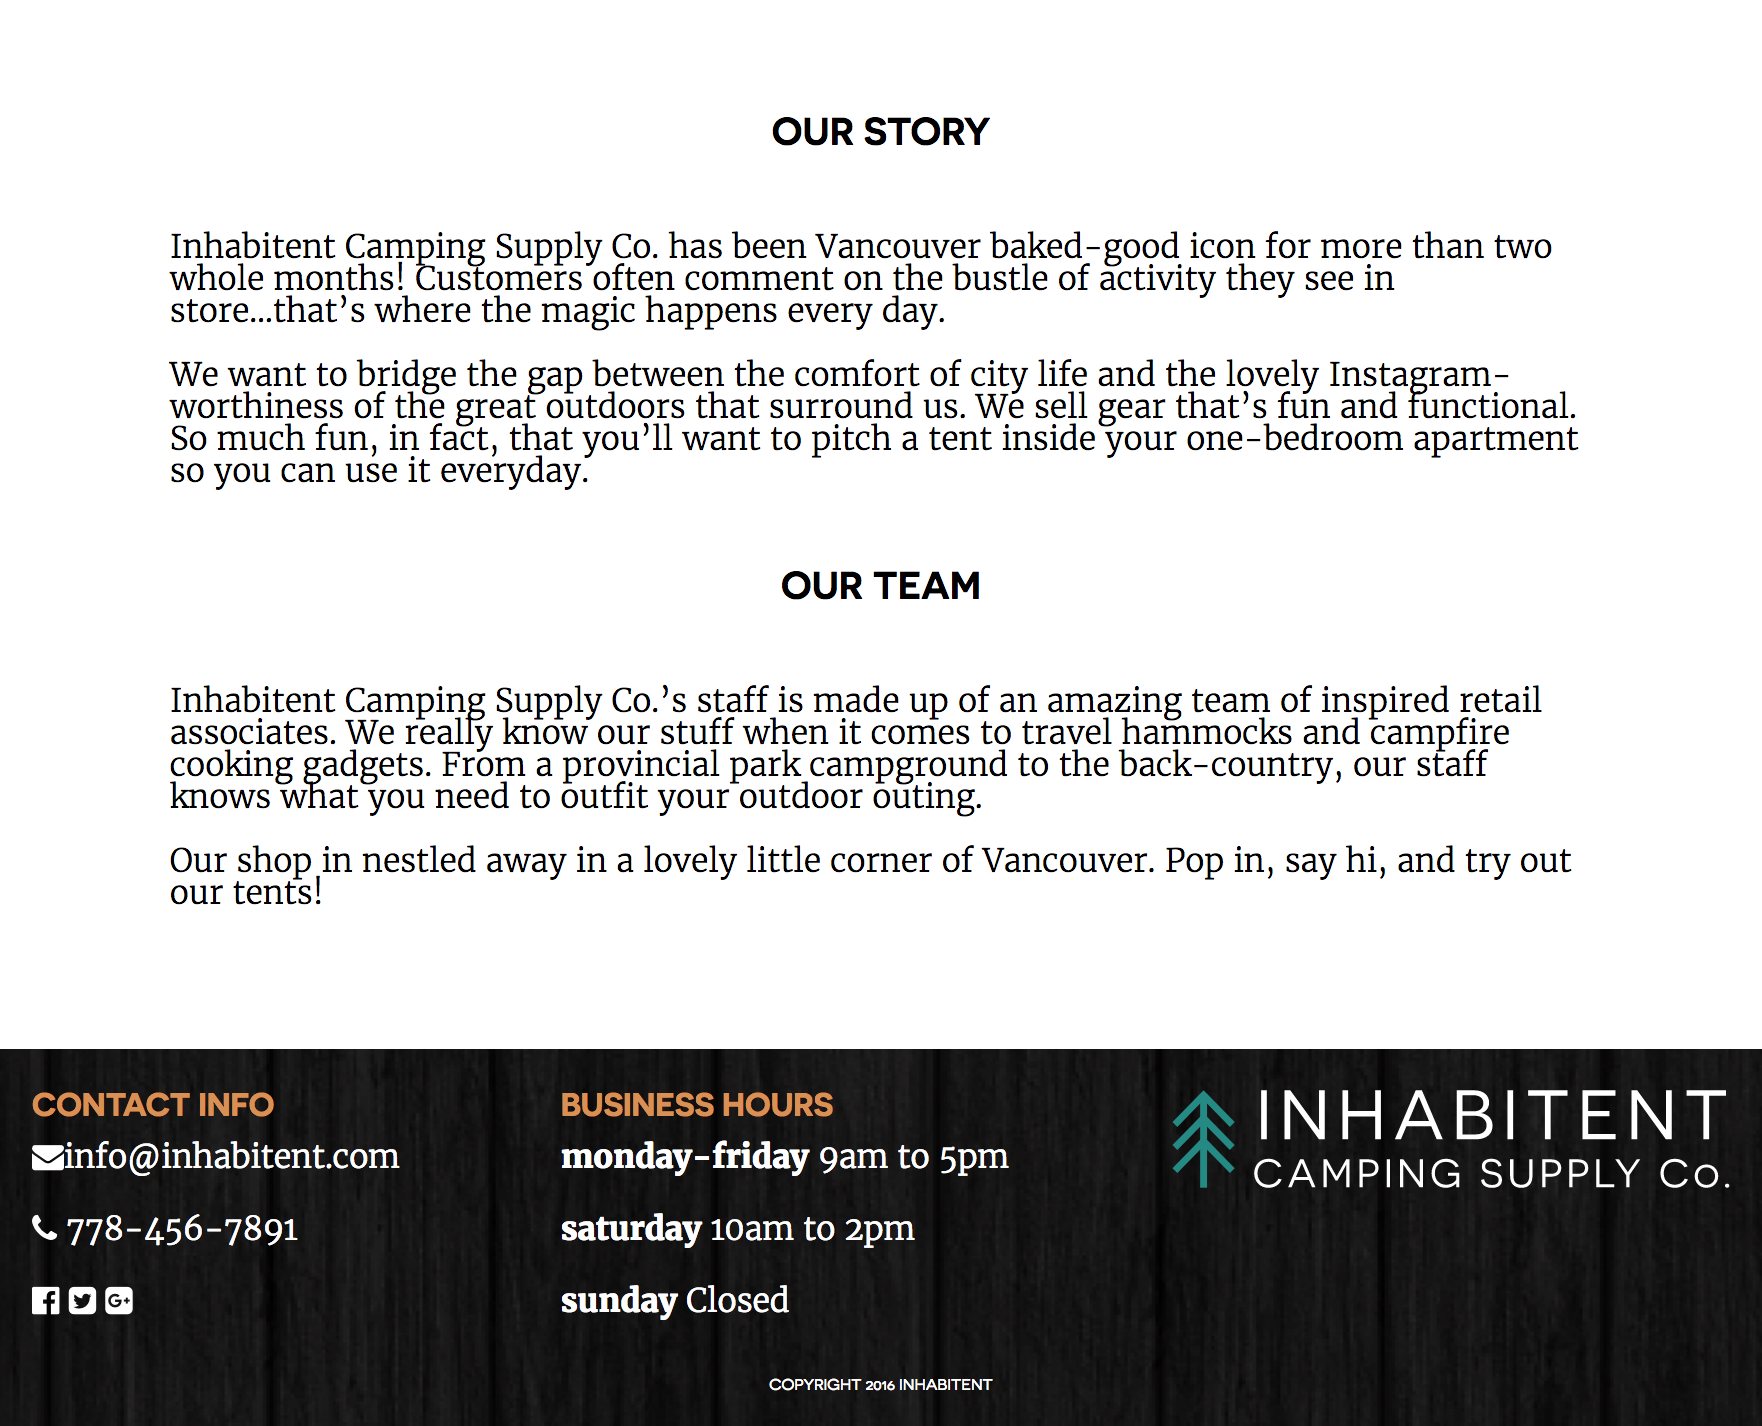 OUR STORY
Inhabitent Camping Supply Co. has been Vancouver baked-good icon for more than two
whole months! Customers often comment on the bustle of activity they see in
store...that’s where the magic happens every day.
We want to bridge the gap between the comfort of city life and the lovely Instagram-
worthiness of the great outdoors that surround us. We sell gear that’s fun and functional.
So much fun, in fact, that you’ll want to pitch a tent inside your one-bedroom apartment
so you can use it everyday.
OUR TEAM
Inhabitent Camping Supply Co.’s staff is made up of an amazing team of inspired retail
associates. We really know our stuff when it comes to travel hammocks and campfire
cooking gadgets. From a provincial park campground to the back-country, our staff
knows what you need to outfit your outdoor outing.
Our shop in nestled away in a lovely little corner of Vancouver. Pop in, say hi, and try out
our tents!
CONTACT INFO
info@inhabitent.com
778-456-7891
BUSINESS HOURS
monday-friday 9am to 5pm
saturday 10am to 2pm
sunday Closed
INHABITENT
CAMPING SUPPLY Co.
COPYRIGHT 2016 INHABITENT